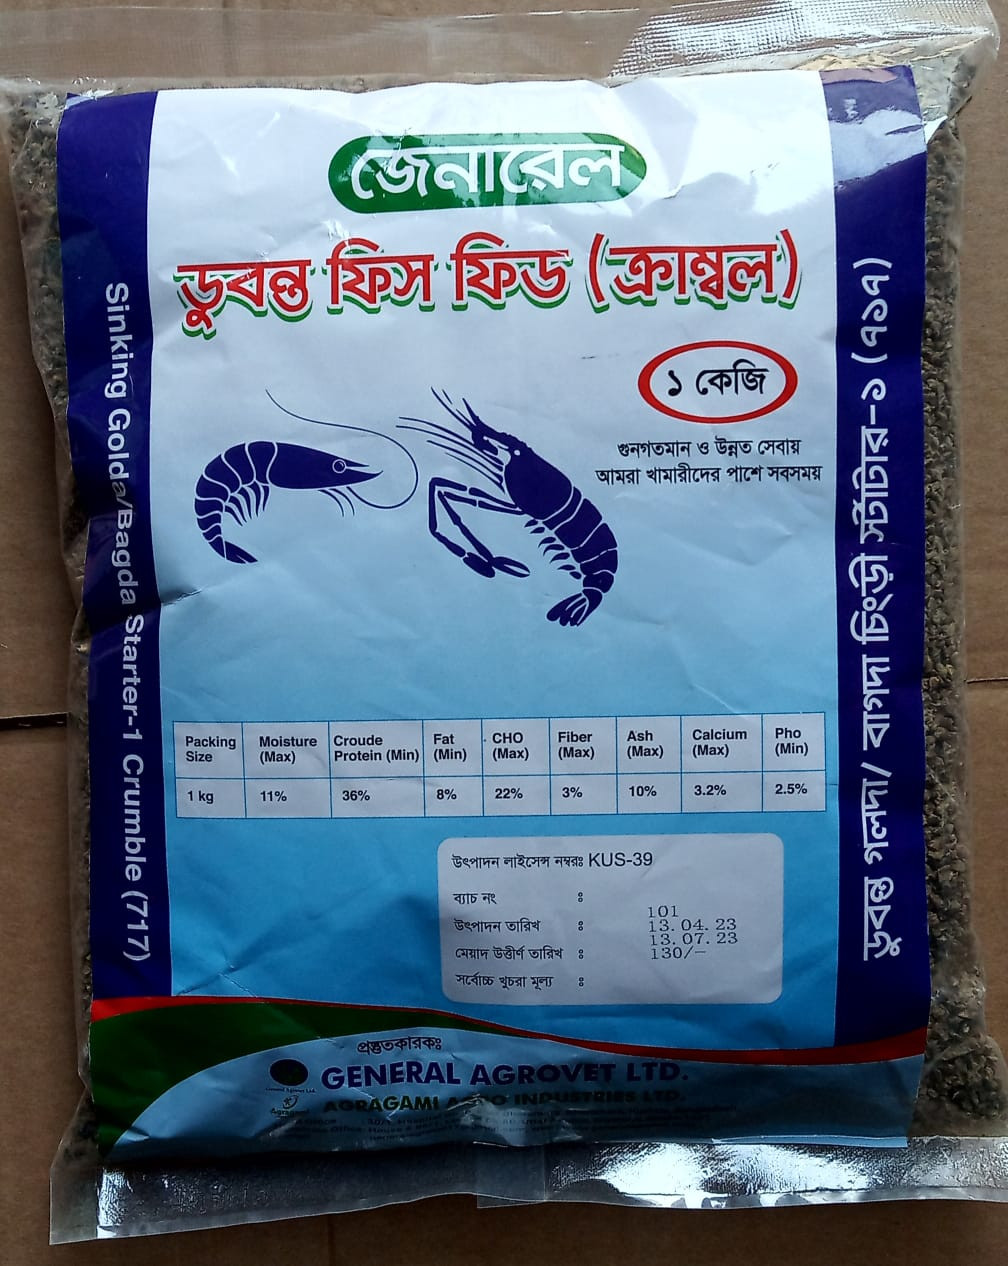 জেনারেল
ডুবন্ত ফিস ফিড (ক্রাম্বল)
১ কেজি
গুনগতমান ও উন্নত সেবায়
আমরা খামারীদের পাশে সবসময়
Sinking Golda/Bagda Starter-1 Crumble (717)
ডুবন্ত গলদা/ বাগদা চিংড়ী স্টার্টার-১ (৭১৭)
Packing Size Moisture (Max) Croude Protein (Min) Fat (Min) CHO (Max) Fiber (Max) Ash (Max) Calcium (Max) Pho (Min)
1 kg 11% 36% 8% 22% 3% 10% 3.2% 2.5%
উৎপাদন লাইসেন্স নম্বরঃ KUS-39
ব্যাচ নং : 101
উৎপাদন তারিখ : 13. 04. 23
মেয়াদ উত্তীর্ণ তারিখ : 13. 07. 23
সর্বোচ্চ খুচরা মূল্য : 130/-
প্রস্তুতকারকঃ
GENERAL AGROVET LTD.
AGRAGAMI AGRO INDUSTRIES LTD.